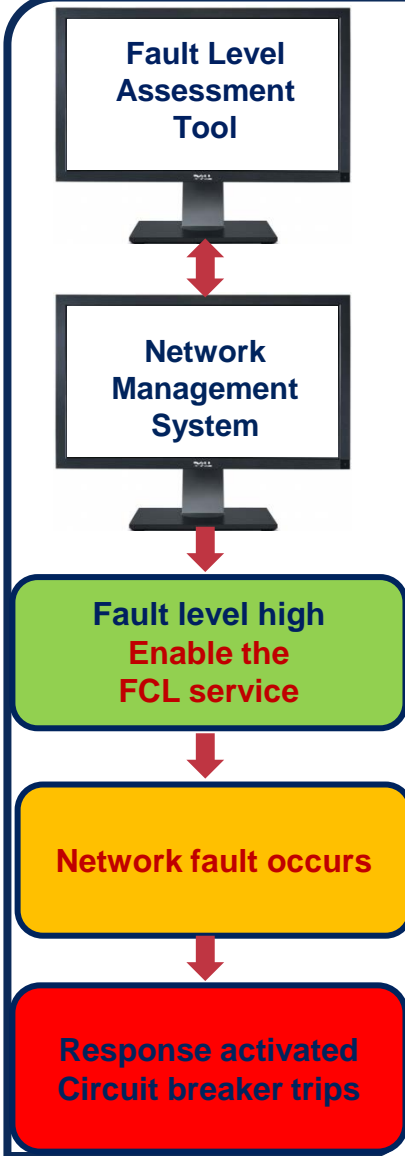 Fault Level
Assessment
Tool
Network
Management
System
Fault level high
Enable the
FCL service
Network fault occurs
Response activated
Circuit breaker trips